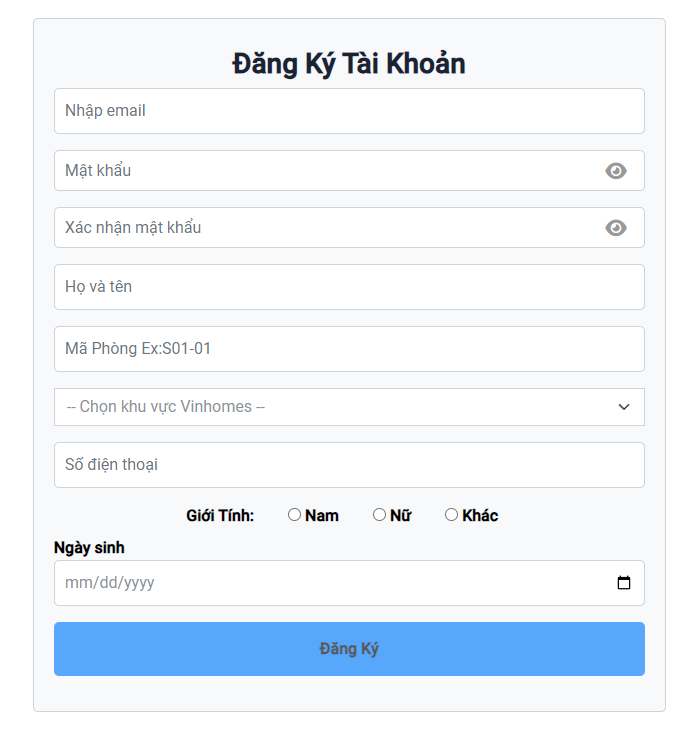 Đăng Ký Tài Khoản
Nhập email
Mật khẩu
Xác nhận mật khẩu
Họ và tên
Mã Phòng Ex:S01-01
-- Chọn khu vực Vinhomes --
Số điện thoại
Giới Tính: Nam Nữ Khác
Ngày sinh
mm/dd/yyyy
Đăng Ký